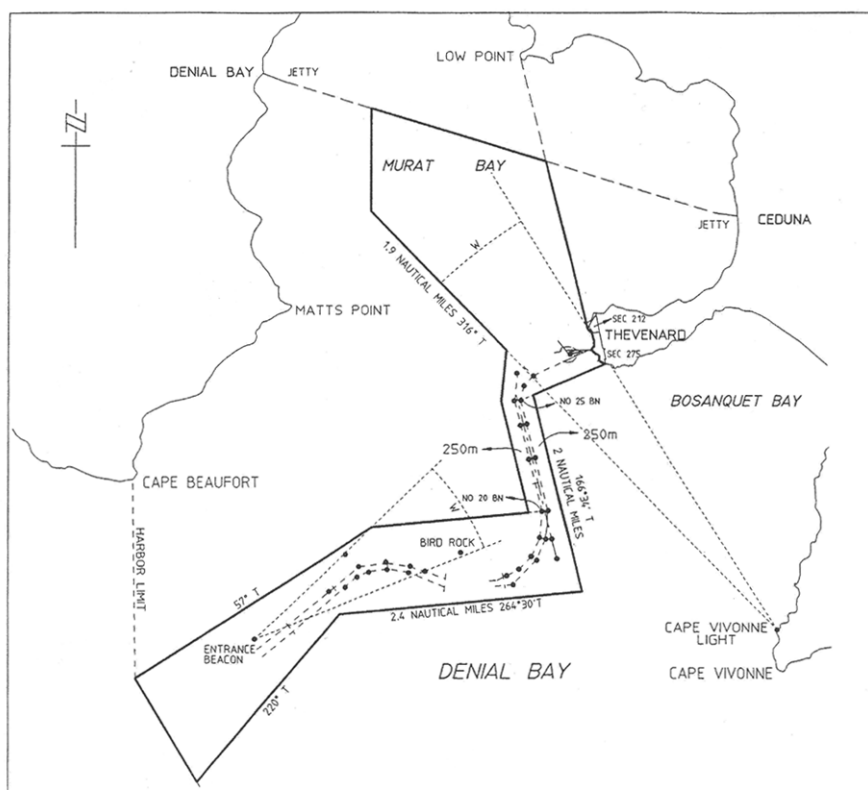 LOW POINT
DENIAL BAY
JETTY
N
MURAT BAY
JETTY
CEDUNA
W
1.9 NAUTICAL MILES 316° T
MATTS POINT
SEC 212
THEVENARD
SEC 275
BOSANQUET BAY
NO 25 BN
250m
250m
2 NAUTICAL MILES
166°34' T
CAPE BEAUFORT
NO 20 BN
W
HARBOR LIMIT
BIRD ROCK
57° T
2.4 NAUTICAL MILES 264°30'T
ENTRANCE
BEACON
CAPE VIVONNE
LIGHT
DENIAL BAY
CAPE VIVONNE
220° T